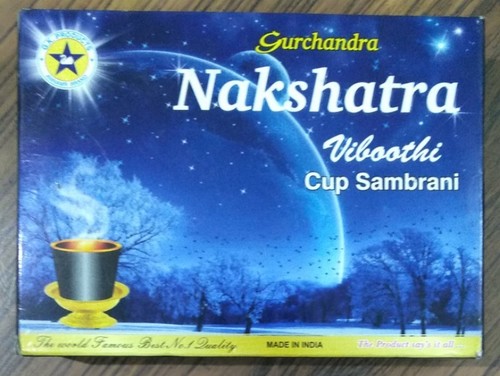 Gurchandra
Nakshatra
Viboothi
Cup Sambrani
The world Famous Best No.1 Quality
MADE IN INDIA
The Product say's it all....